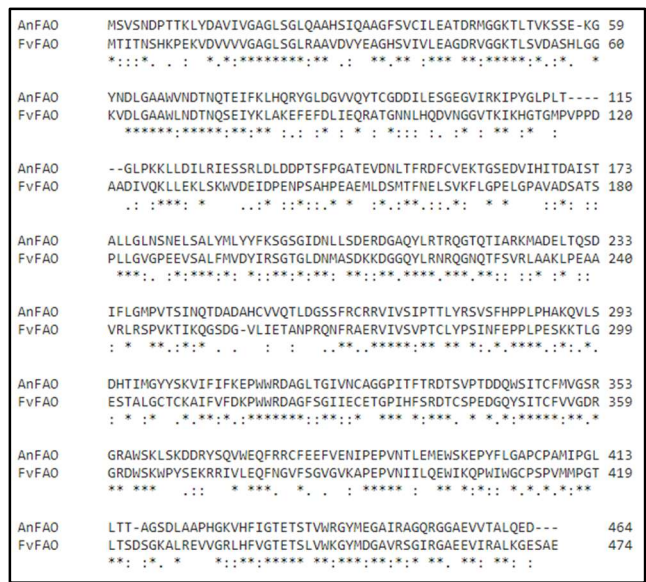 AnFAO MSVSNDPTTKLYDAVIVGAGLSGLQAAHSIQAAGFSVCILEATDRMGGKTLTVKSSE-KG 59
FvFAO MTITNSHKPEKVDVVVVGAGLSGLRAAVDVYEAGHSVIVLEAGDRVGGKTLSVDASHLGG 60
*:::*. . : *.*:********:** .: **.** :*** **:*****:*.:*. *
AnFAO YNDLGAAWVNDTNQTEIFKLHQRYGLDGVVQYTCGDDILESGEGVIRKIPYGLPLT---- 115
FvFAO KVDLGAAWLNDTNQSEIYKLAKEFEFDLIEQRATGNNLHQDVNGGVTKIKHGTGMPVPPD 120
******:*****:**:** :.: :* : * : *::: :. :* : ** :* :
AnFAO --GLPKKLLDILRIESSRLDLDDPTSFPGATEVDNLTFRDFCVEKTGSEDVIHITDAIST 173
FvFAO AADIVQKLLEKLSKWVDEIDPENPSAHPEAEMLDSMTFNELSVKFLGPELGPAVADSATS 180
.: :***: * ..:* ::*::.* * :*.:**.::.*: * * ::*: ::
AnFAO ALLGLNSNELSALYMLYYFKSGSGIDNLLSDERDGAQYLRTRQGTQTIARKMADELTQSD 233
FvFAO PLLGVGPEEVSALFMVDYIRSGTGLDNMASDKKDGGQYLRNRQGNQTFSVRLAAKLPEAA 240
***:. :*:***:*: *::**:*:**: **::**.****.***.**:: ::* :* ::
AnFAO IFLGMPVTSINQTDADAHCVVQTLDGSSFRCRRVIVSIPTTLYRSVSFHPPLPHAKQVLS 293
FvFAO VRLRSPVKTIKQGSDG-VLIETANPRQNFRAERVIVSVPTCLYPSINFEPPLPESKKTLG 299
: * **.:*:* . . : : ..**..*****:** ** *:.*.****.:*:.*.
AnFAO DHTIMGYYSKVIFIFKEPWWRDAGLTGIVNCAGGPITFTRDTSVPTDDQWSITCFMVGSR 353
FvFAO ESTALGCTCKAIFVFDKPWWRDAGFSGIIECETGPIHFSRDTCSPEDGQYSITCFVVGDR 359
: * :* .*.**:*.:*******::**::* *** *:***. * *.*:*****:**.*
AnFAO GRAWSKLSKDDRYSQVWEQFRRCFEEFVENIPEPVNTLEMEWSKEPYFLGAPCPAMIPGL 413
FvFAO GRDWSKWPYSEKRRIVLEQFNGVFSGVGVKAPEPVNIILQEWIKQPWIWGCPSPVMMPGT 419
** *** .:: * ***. *. . : ***** : ** *:*:: *.*.*.*:**
AnFAO LTT-AGSDLAAPHGKVHFIGTETSTVWRGYMEGAIRAGQRGGAEVVTALQED--- 464
FvFAO LTSDSGKALREVVGRLHFVGTETSLVWKGYMDGAVRSGIRGAEEVIRALKGESAE 474
**: :*. * *::**:***** **:***:**:*:* **. **: **: :